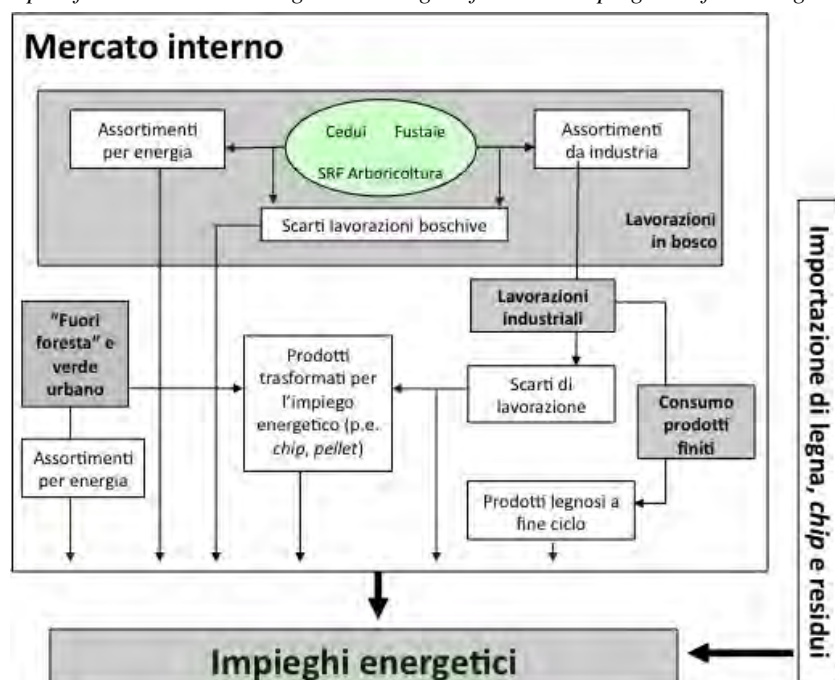 Mercato interno
Assortimenti
per energia
Cedui Fustaie
SRF Arboricoltura
Assortimenti
da industria
Scarti lavorazioni boschive
Lavorazioni
in bosco
"Fuori
foresta" e
verde
urbano
Assortimenti
per energia
Prodotti
trasformati per
l'impiego
energetico (p.e.
chip, pellet)
Lavorazioni
industriali
Scarti di
lavorazione
Consumo
prodotti
finiti
Prodotti legnosi a
fine ciclo
Importazione di legna, chip e residui
Impieghi energetici